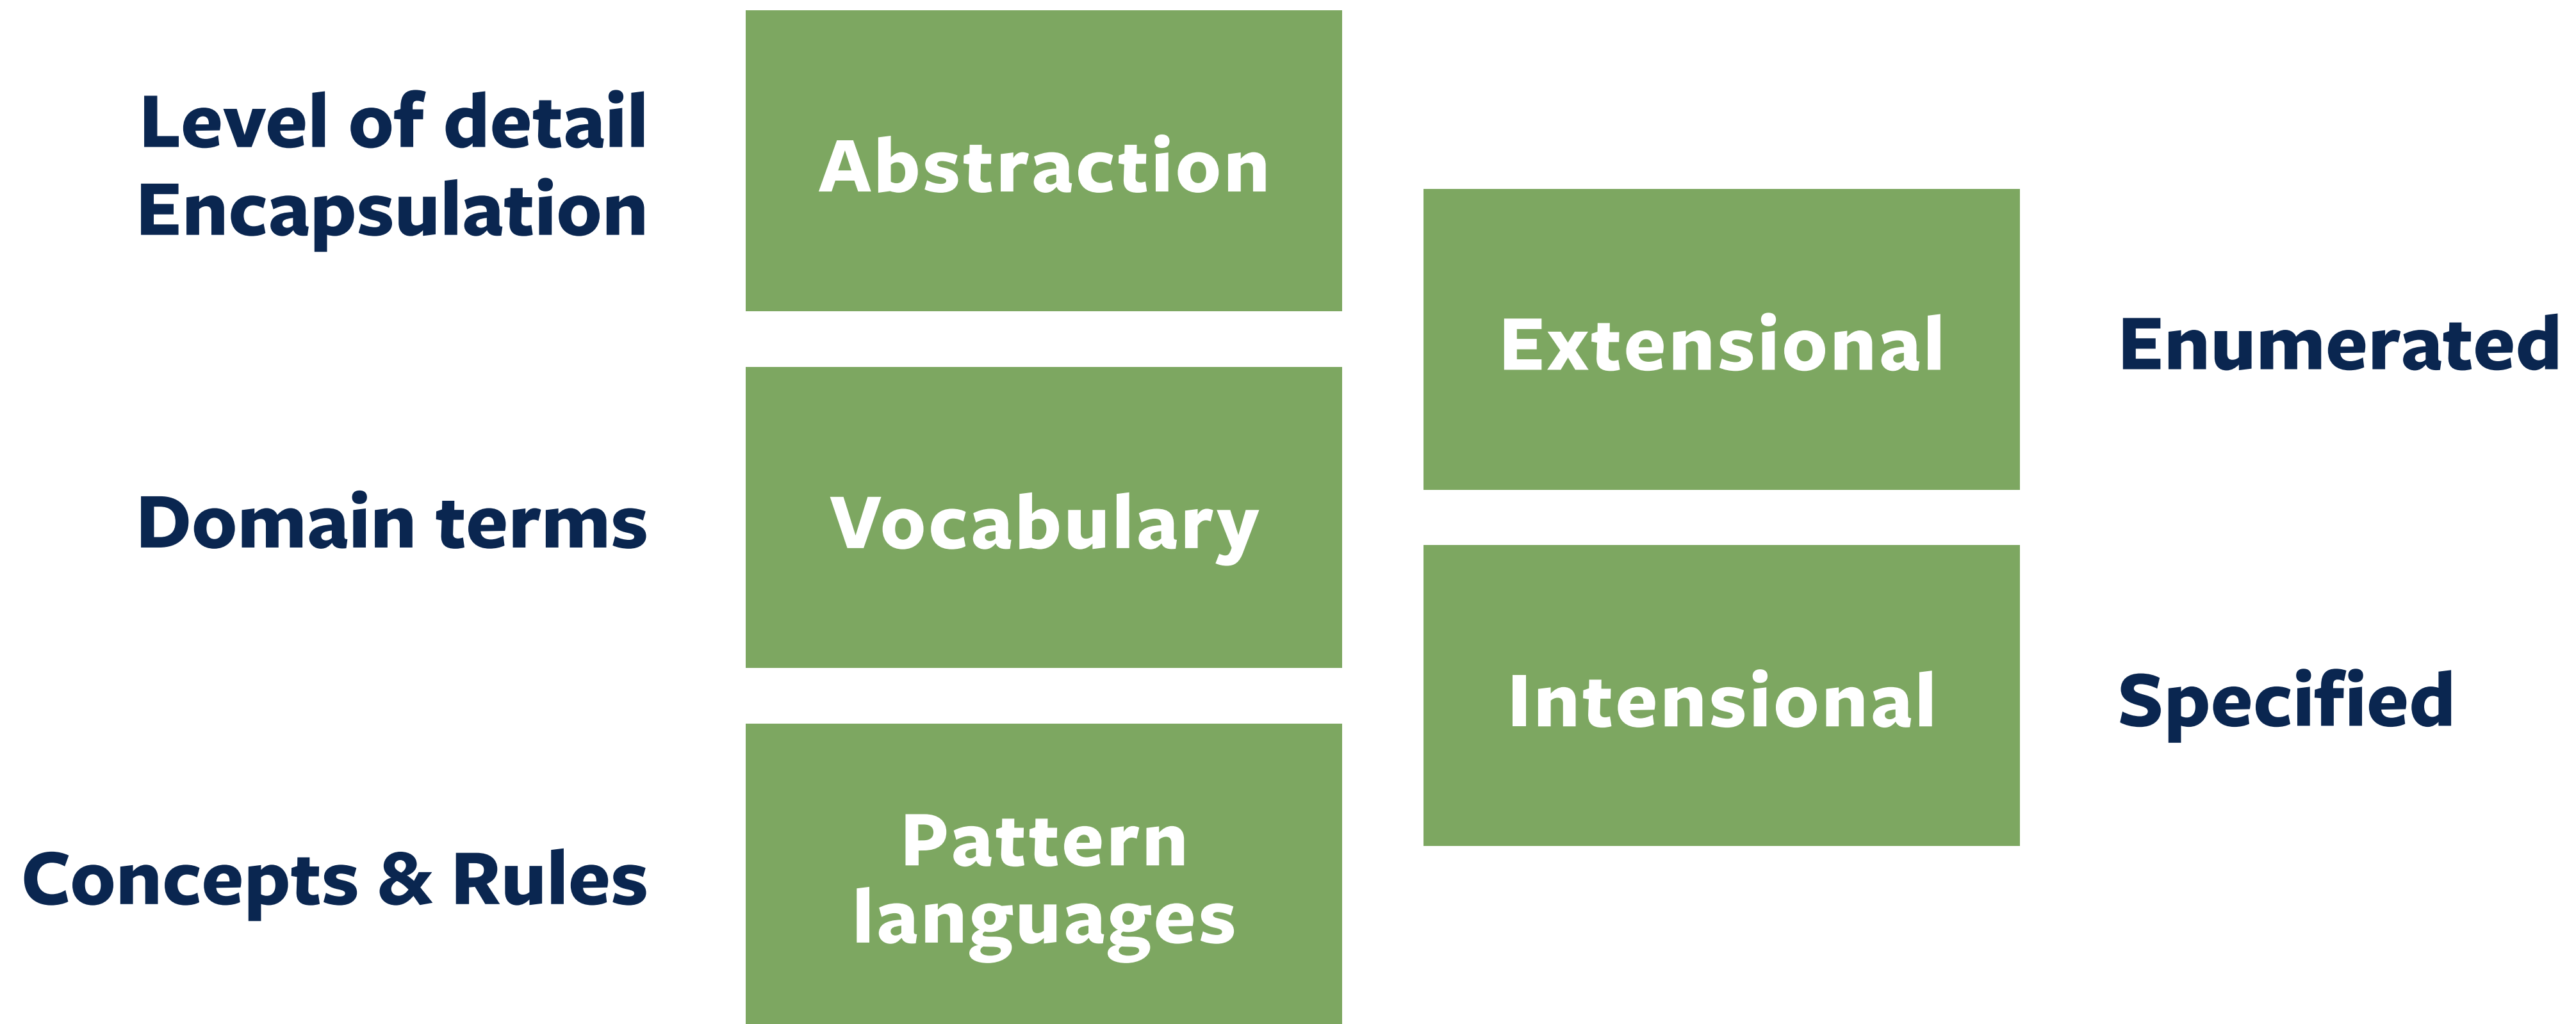 Level of detail
Encapsulation
Abstraction
Extensional
Enumerated
Domain terms
Vocabulary
Intensional
Specified
Concepts & Rules
Pattern
languages